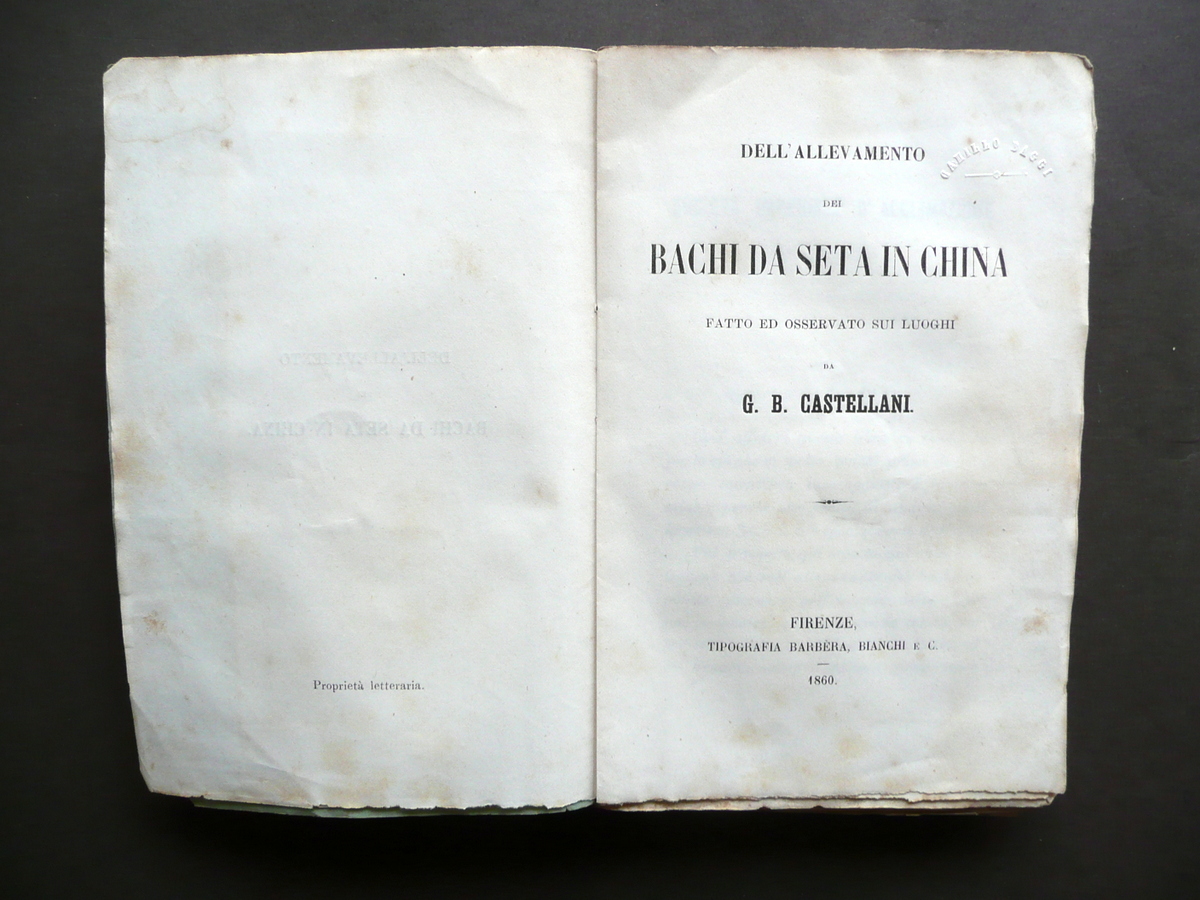 Proprietà letteraria.
DELL'ALLEVAMENTO
DEI
BACHI DA SETA IN CHINA
FATTO ED OSSERVATO SUI LUOGHI
DA
G. B. CASTELLANI.
FIRENZE,
TIPOGRAFIA BARBÈRA, BIANCHI E C.
1860.
CAMILLO